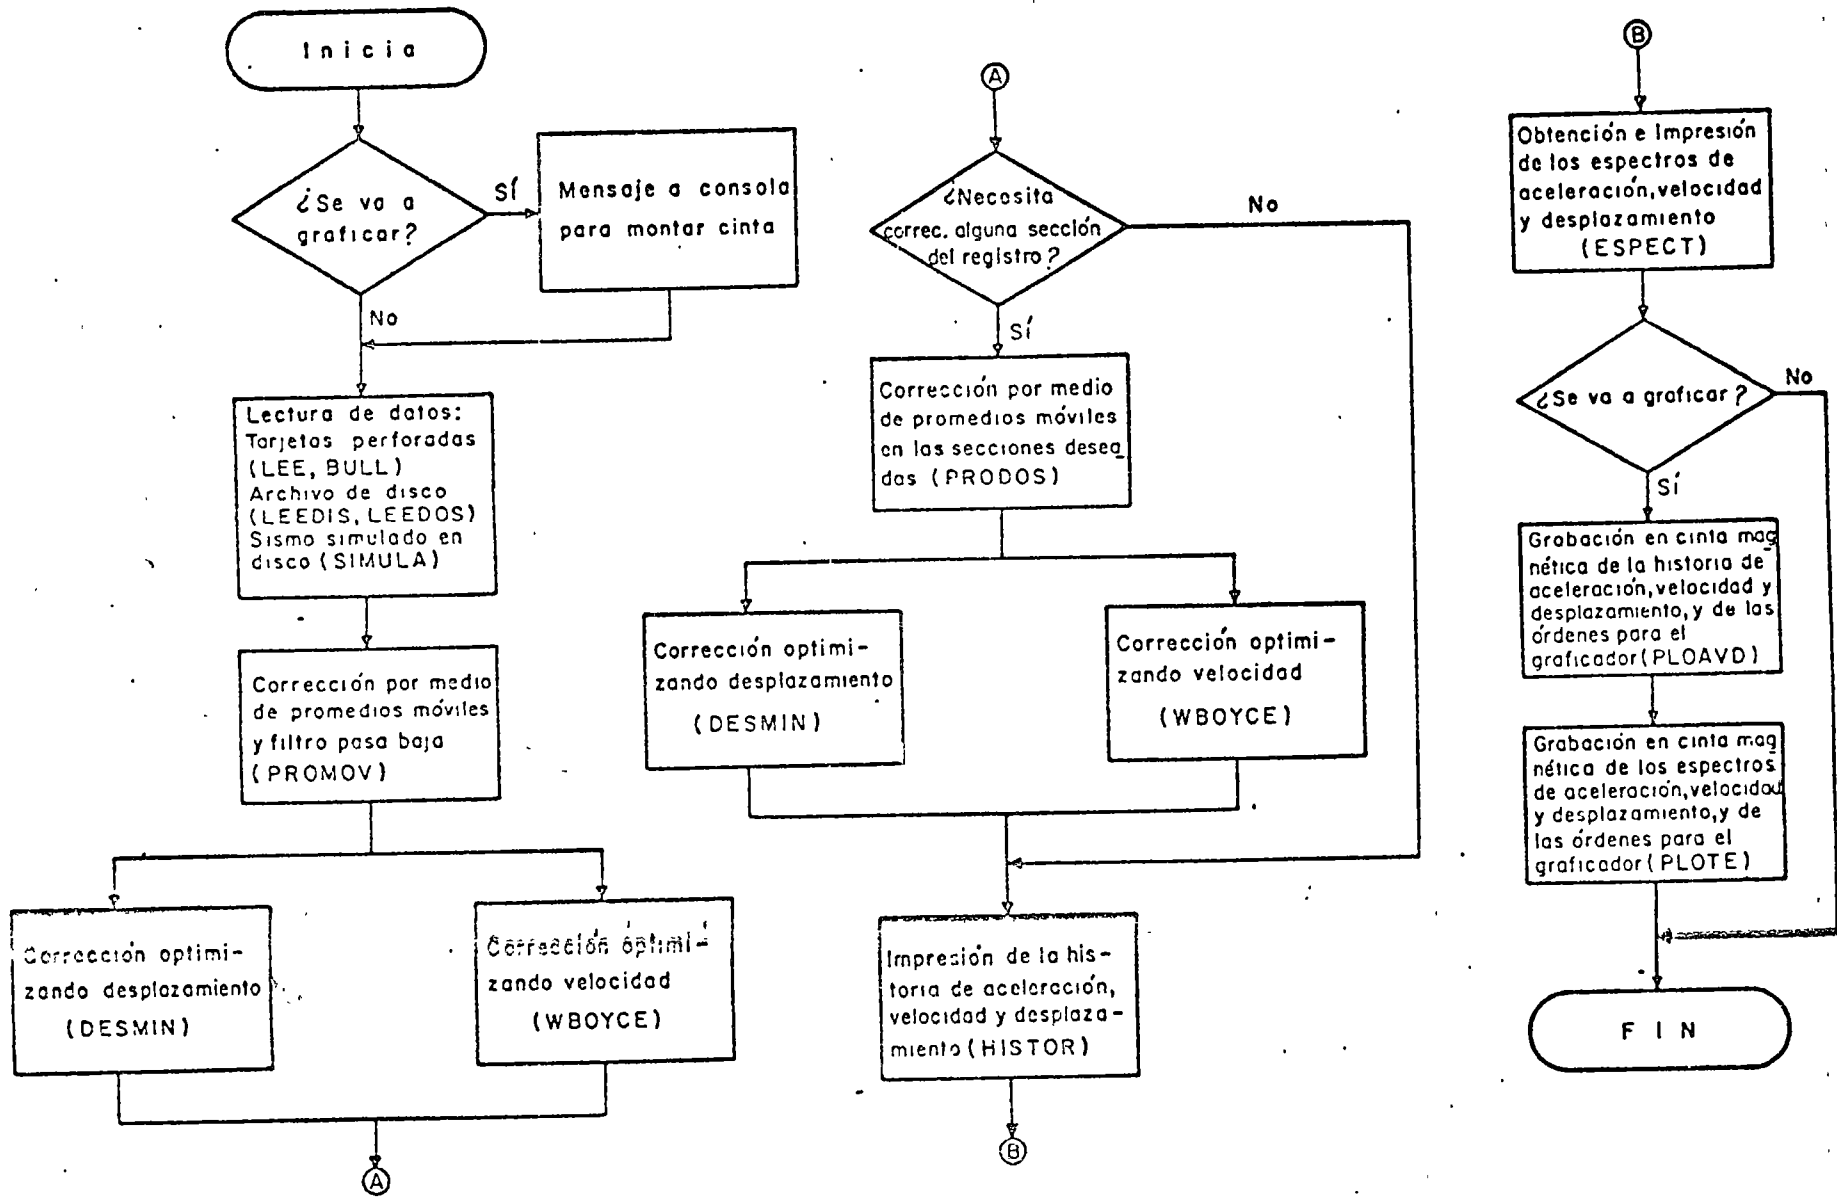 Inicia
¿Se va a
graficar?
Sí
Mensaje a consola
para montar cinta
No
Lectura de datos:
Tarjetas perforadas
(LEE, BULL)
Archivo de disco
(LEEDIS, LEEDOS)
Sismo simulado en
disco (SIMULA)
Corrección por medio
de promedios móviles
y filtro pasa baja
(PROMOV)
Corrección optimi-
zando desplazamiento
(DESMIN)
Corrección optimi-
zando velocidad
(WBOYCE)
A
A
¿Necesita
correc. alguna sección
del registro?
No
Sí
Corrección por medio
de promedios móviles
en las secciones desea
das (PRODOS)
Corrección optimi-
zando desplazamiento
(DESMIN)
Corrección optimi-
zando velocidad
(WBOYCE)
Impresión de la his-
toria de aceleración,
velocidad y desplaza-
miento (HISTOR)
B
B
Obtención e Impresión
de los espectros de
aceleración, velocidad
y desplazamiento
(ESPECT)
¿Se va a graficar?
No
Sí
Grabación en cinta mag
nética de la historia de
aceleración, velocidad y
desplazamiento, y de las
órdenes para el
graficador (PLOAVD)
Grabación en cinta mag
nética de los espectros
de aceleración, velocidad
y desplazamiento, y de
las órdenes para el
graficador (PLOTE)
FIN